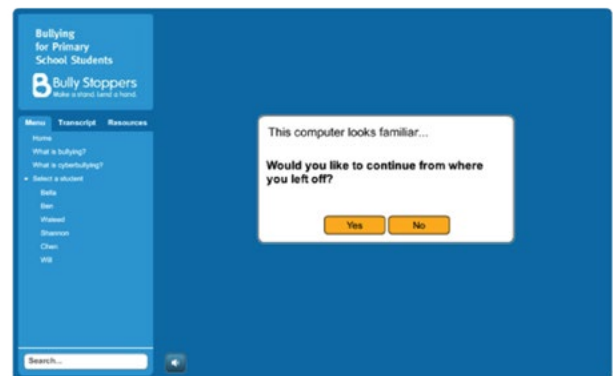 Bullying
for Primary
School Students
Bully Stoppers
Make a stand. Lend a hand.
Menu Transcript Resources
Home
What is bullying?
What is cyberbullying?
Select a student
Bella
Ben
Waleed
Shannon
Chen
Will
Search...
This computer looks familiar...
Would you like to continue from where
you left off?
Yes No